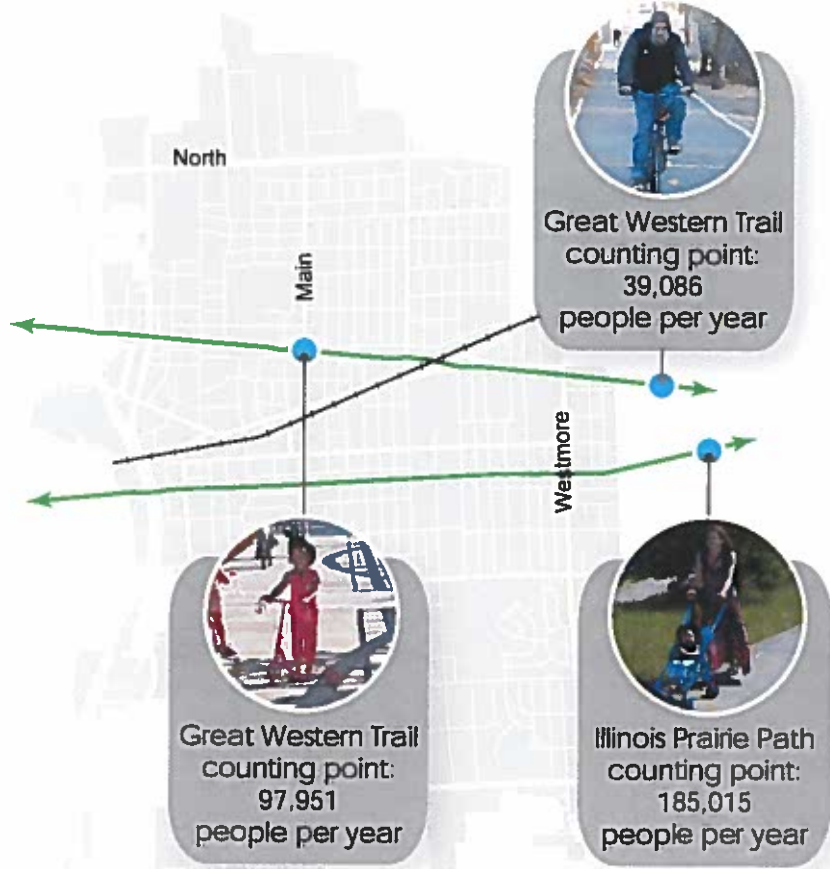 North
Main
Great Western Trail
counting point:
39,086
people per year
Westmore
Great Western Trail
counting point:
97,951
people per year
Illinois Prairie Path
counting point:
185,015
people per year